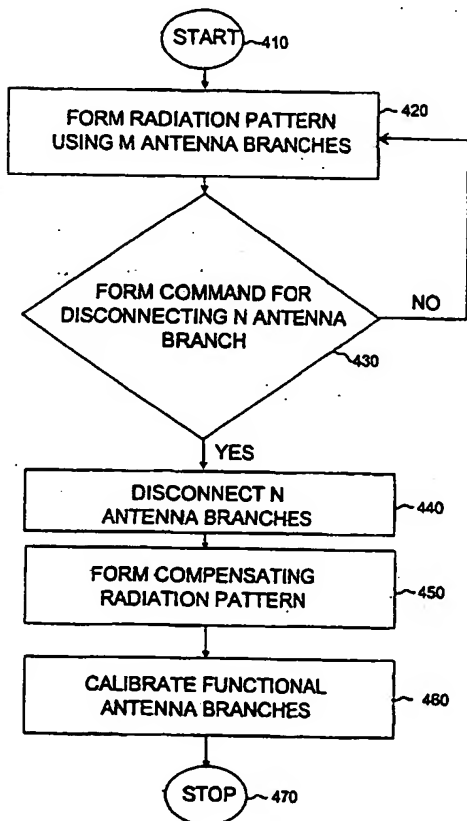 START
410
FORM RADIATION PATTERN
USING M ANTENNA BRANCHES
420
FORM COMMAND FOR
DISCONNECTING N ANTENNA
BRANCH
NO
430
YES
DISCONNECT N
ANTENNA BRANCHES
440
FORM COMPENSATING
RADIATION PATTERN
450
CALIBRATE FUNCTIONAL
ANTENNA BRANCHES
460
STOP
470